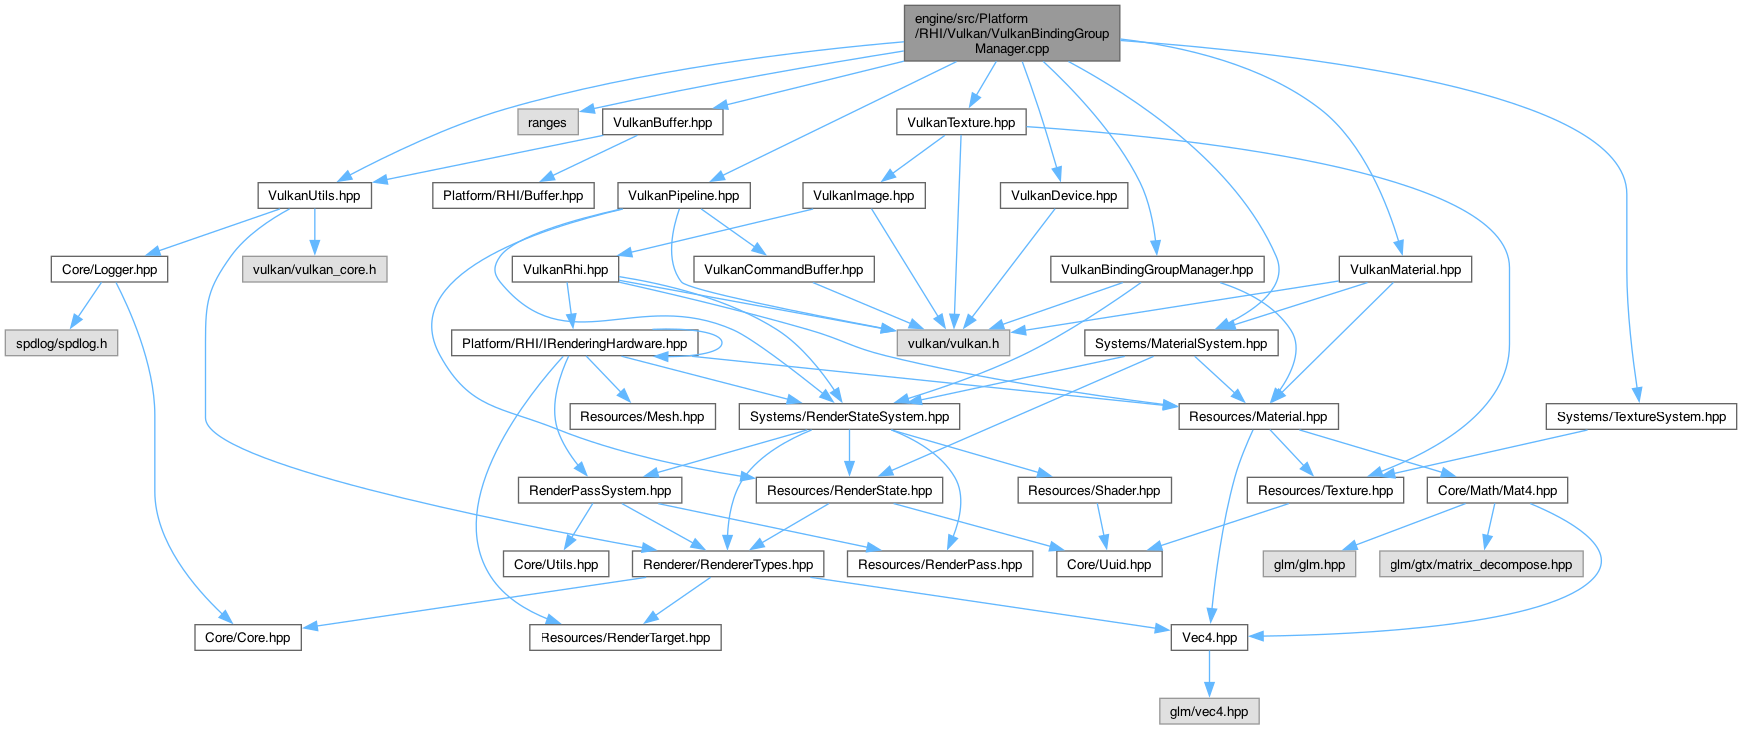 engine/src/Platform
/RHI/Vulkan/VulkanBindingGroup
Manager.cpp
ranges
VulkanBuffer.hpp
VulkanTexture.hpp
VulkanUtils.hpp
Platform/RHI/Buffer.hpp
VulkanPipeline.hpp
VulkanImage.hpp
VulkanDevice.hpp
Core/Logger.hpp
vulkan/vulkan_core.h
VulkanRhi.hpp
VulkanCommandBuffer.hpp
VulkanBindingGroupManager.hpp
VulkanMaterial.hpp
spdlog/spdlog.h
Platform/RHI/IRenderingHardware.hpp
vulkan/vulkan.h
Systems/MaterialSystem.hpp
Resources/Mesh.hpp
Systems/RenderStateSystem.hpp
Resources/Material.hpp
Systems/TextureSystem.hpp
RenderPassSystem.hpp
Resources/RenderState.hpp
Resources/Shader.hpp
Resources/Texture.hpp
Core/Math/Mat4.hpp
Core/Utils.hpp
Renderer/RendererTypes.hpp
Resources/RenderPass.hpp
Core/Uuid.hpp
glm/glm.hpp
glm/gtx/matrix_decompose.hpp
Core/Core.hpp
Resources/RenderTarget.hpp
Vec4.hpp
glm/vec4.hpp